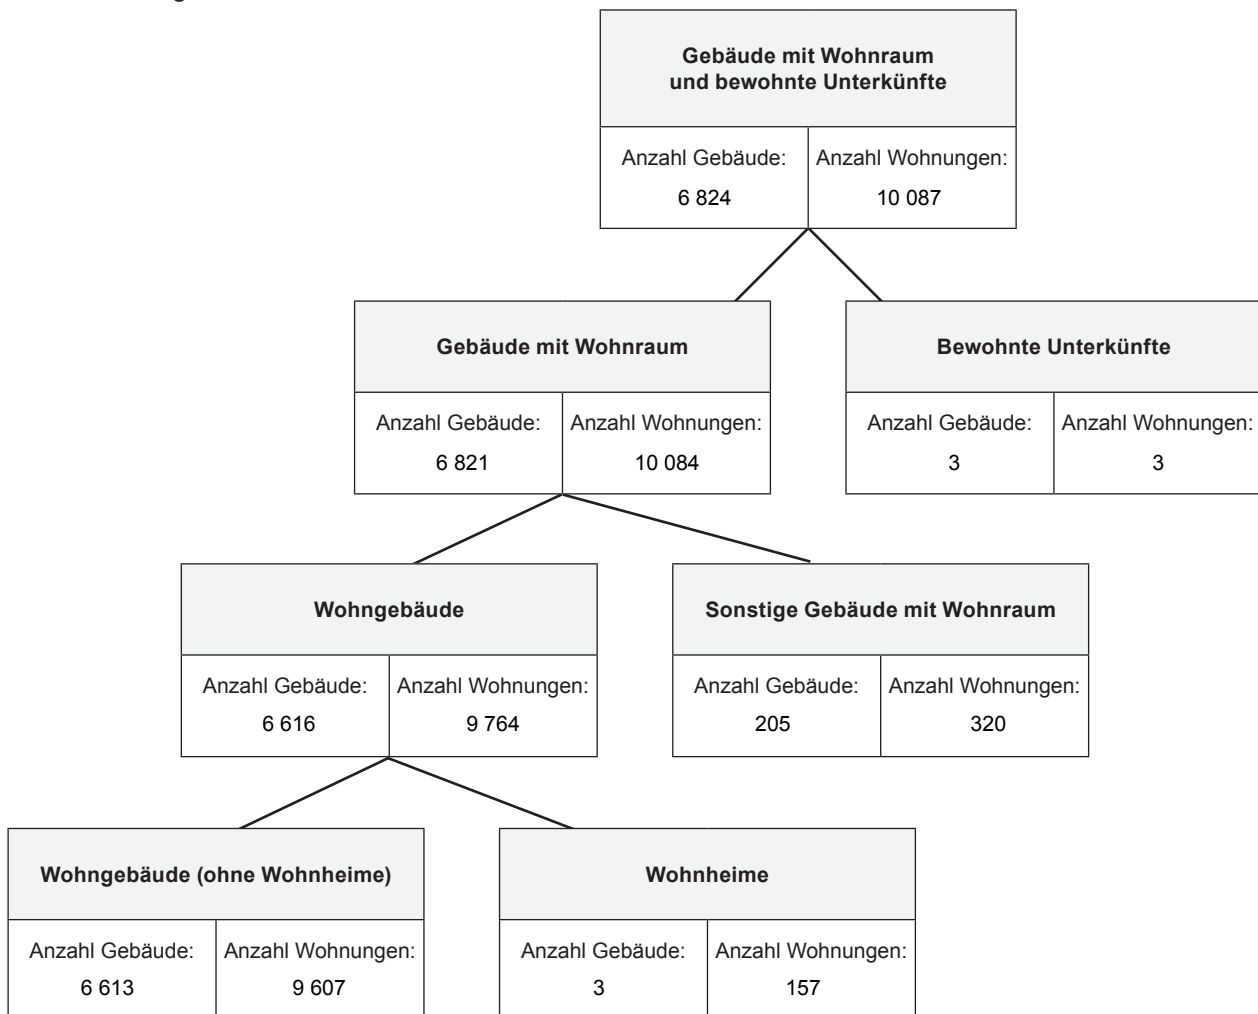 Gebäude mit Wohnraum
und bewohnte Unterkünfte
Anzahl Gebäude: Anzahl Wohnungen:
6 824 10 087
Gebäude mit Wohnraum
Anzahl Gebäude: Anzahl Wohnungen:
6 821 10 084
Bewohnte Unterkünfte
Anzahl Gebäude: Anzahl Wohnungen:
3 3
Wohngebäude
Anzahl Gebäude: Anzahl Wohnungen:
6 616 9 764
Sonstige Gebäude mit Wohnraum
Anzahl Gebäude: Anzahl Wohnungen:
205 320
Wohngebäude (ohne Wohnheime)
Anzahl Gebäude: Anzahl Wohnungen:
6 613 9 607
Wohnheime
Anzahl Gebäude: Anzahl Wohnungen:
3 157